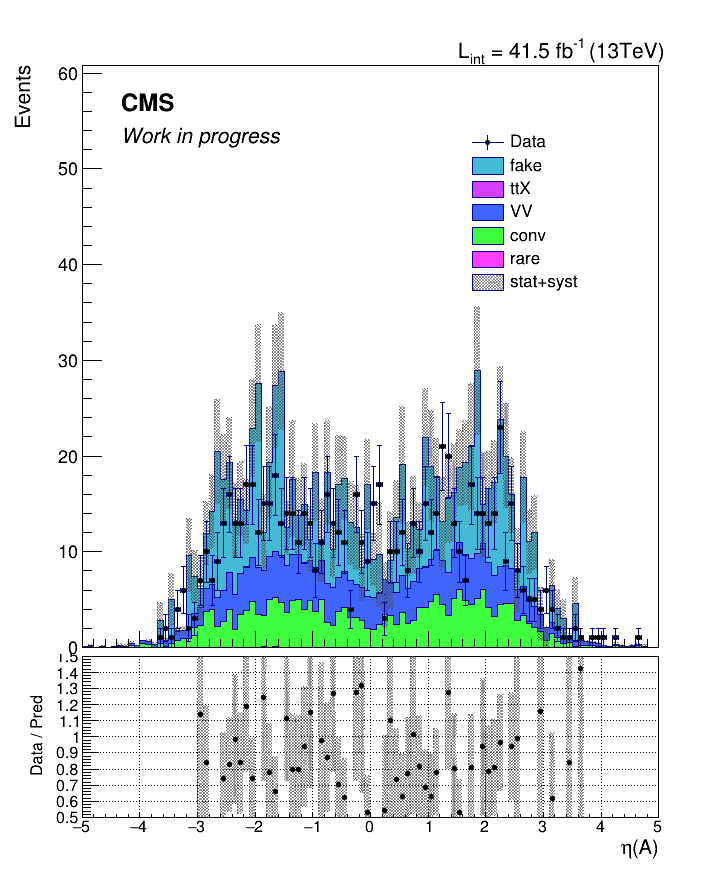 L_int = 41.5 fb^-1 (13TeV)
Events
60
CMS
Work in progress
Data
50
fake
ttX
VV
conv
40
rare
stat+syst
30
20
10
0
1.5
1.4
1.3
1.2
1.1
1
0.9
0.8
0.7
0.6
0.5
Data / Pred
−5 −4 −3 −2 −1 0 1 2 3 4 5
η(A)